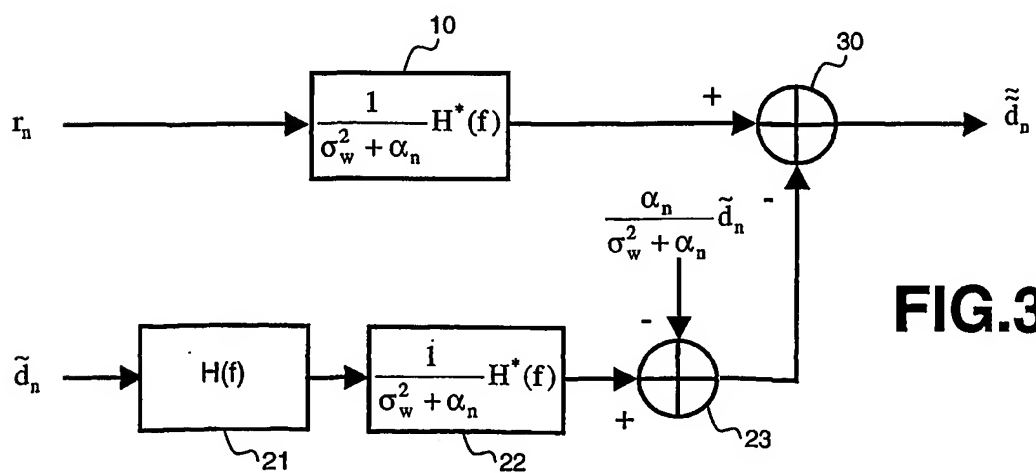 10
30
r_n
1 / (σ_w^2 + α_n) H*(f)
+
d̃̃_n
-
α_n / (σ_w^2 + α_n) d̃_n
FIG.3
-
d̃_n
H(f)
1 / (σ_w^2 + α_n) H*(f)
+
21
22
23